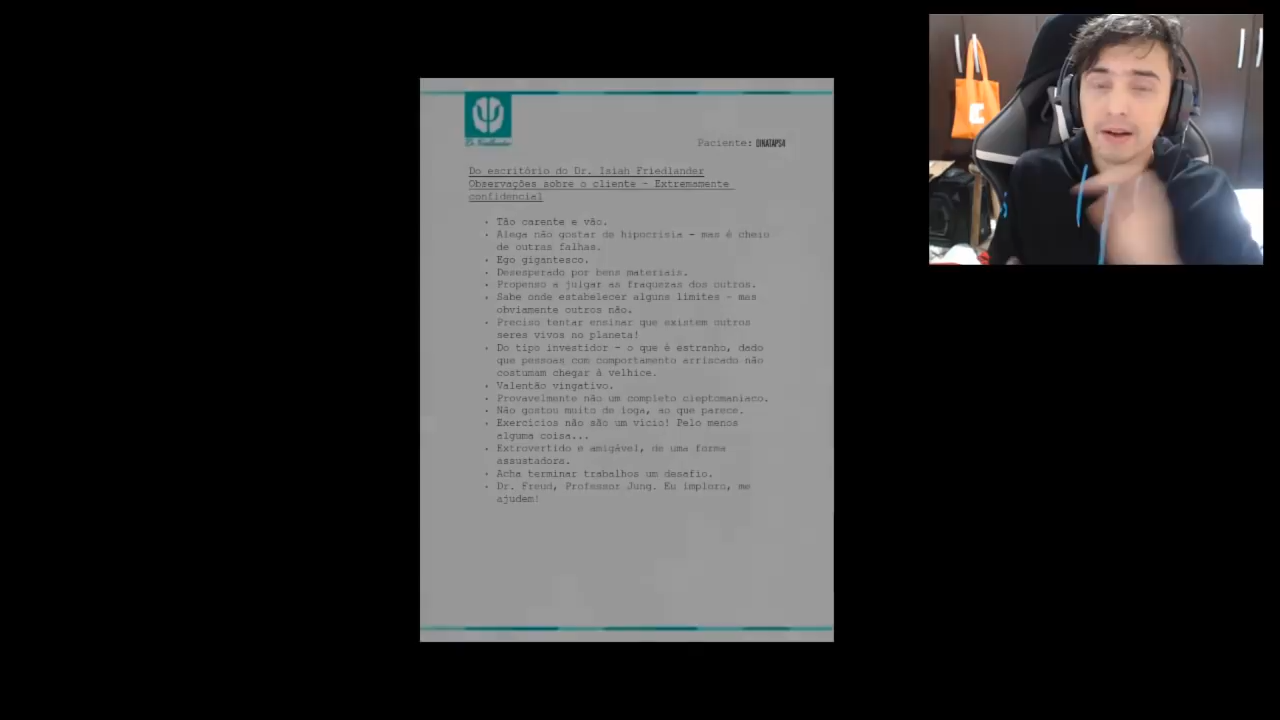 Dr. Friedlander
Paciente: DINATAPS4
Do escritório do Dr. Isiah Friedlander
Observações sobre o cliente - Extremamente
confidencial
• Tão carente e vão.
• Alega não gostar de hipocrisia - mas é cheio
de outras falhas.
• Ego gigantesco.
• Desesperado por bens materiais.
• Propenso a julgar as fraquezas dos outros.
• Sabe onde estabelecer alguns limites - mas
obviamente outros não.
• Preciso tentar ensinar que existem outros
seres vivos no planeta!
• Do tipo investidor - o que é estranho, dado
que pessoas com comportamento arriscado não
costumam chegar à velhice.
• Valentão vingativo.
• Provavelmente não um completo cleptomaníaco.
• Não gostou muito de ioga, ao que parece.
• Exercícios não são um vício! Pelo menos
alguma coisa...
• Extrovertido e amigável, de uma forma
assustadora.
• Acha terminar trabalhos um desafio.
• Dr. Freud, Professor Jung. Eu imploro, me
ajudem!